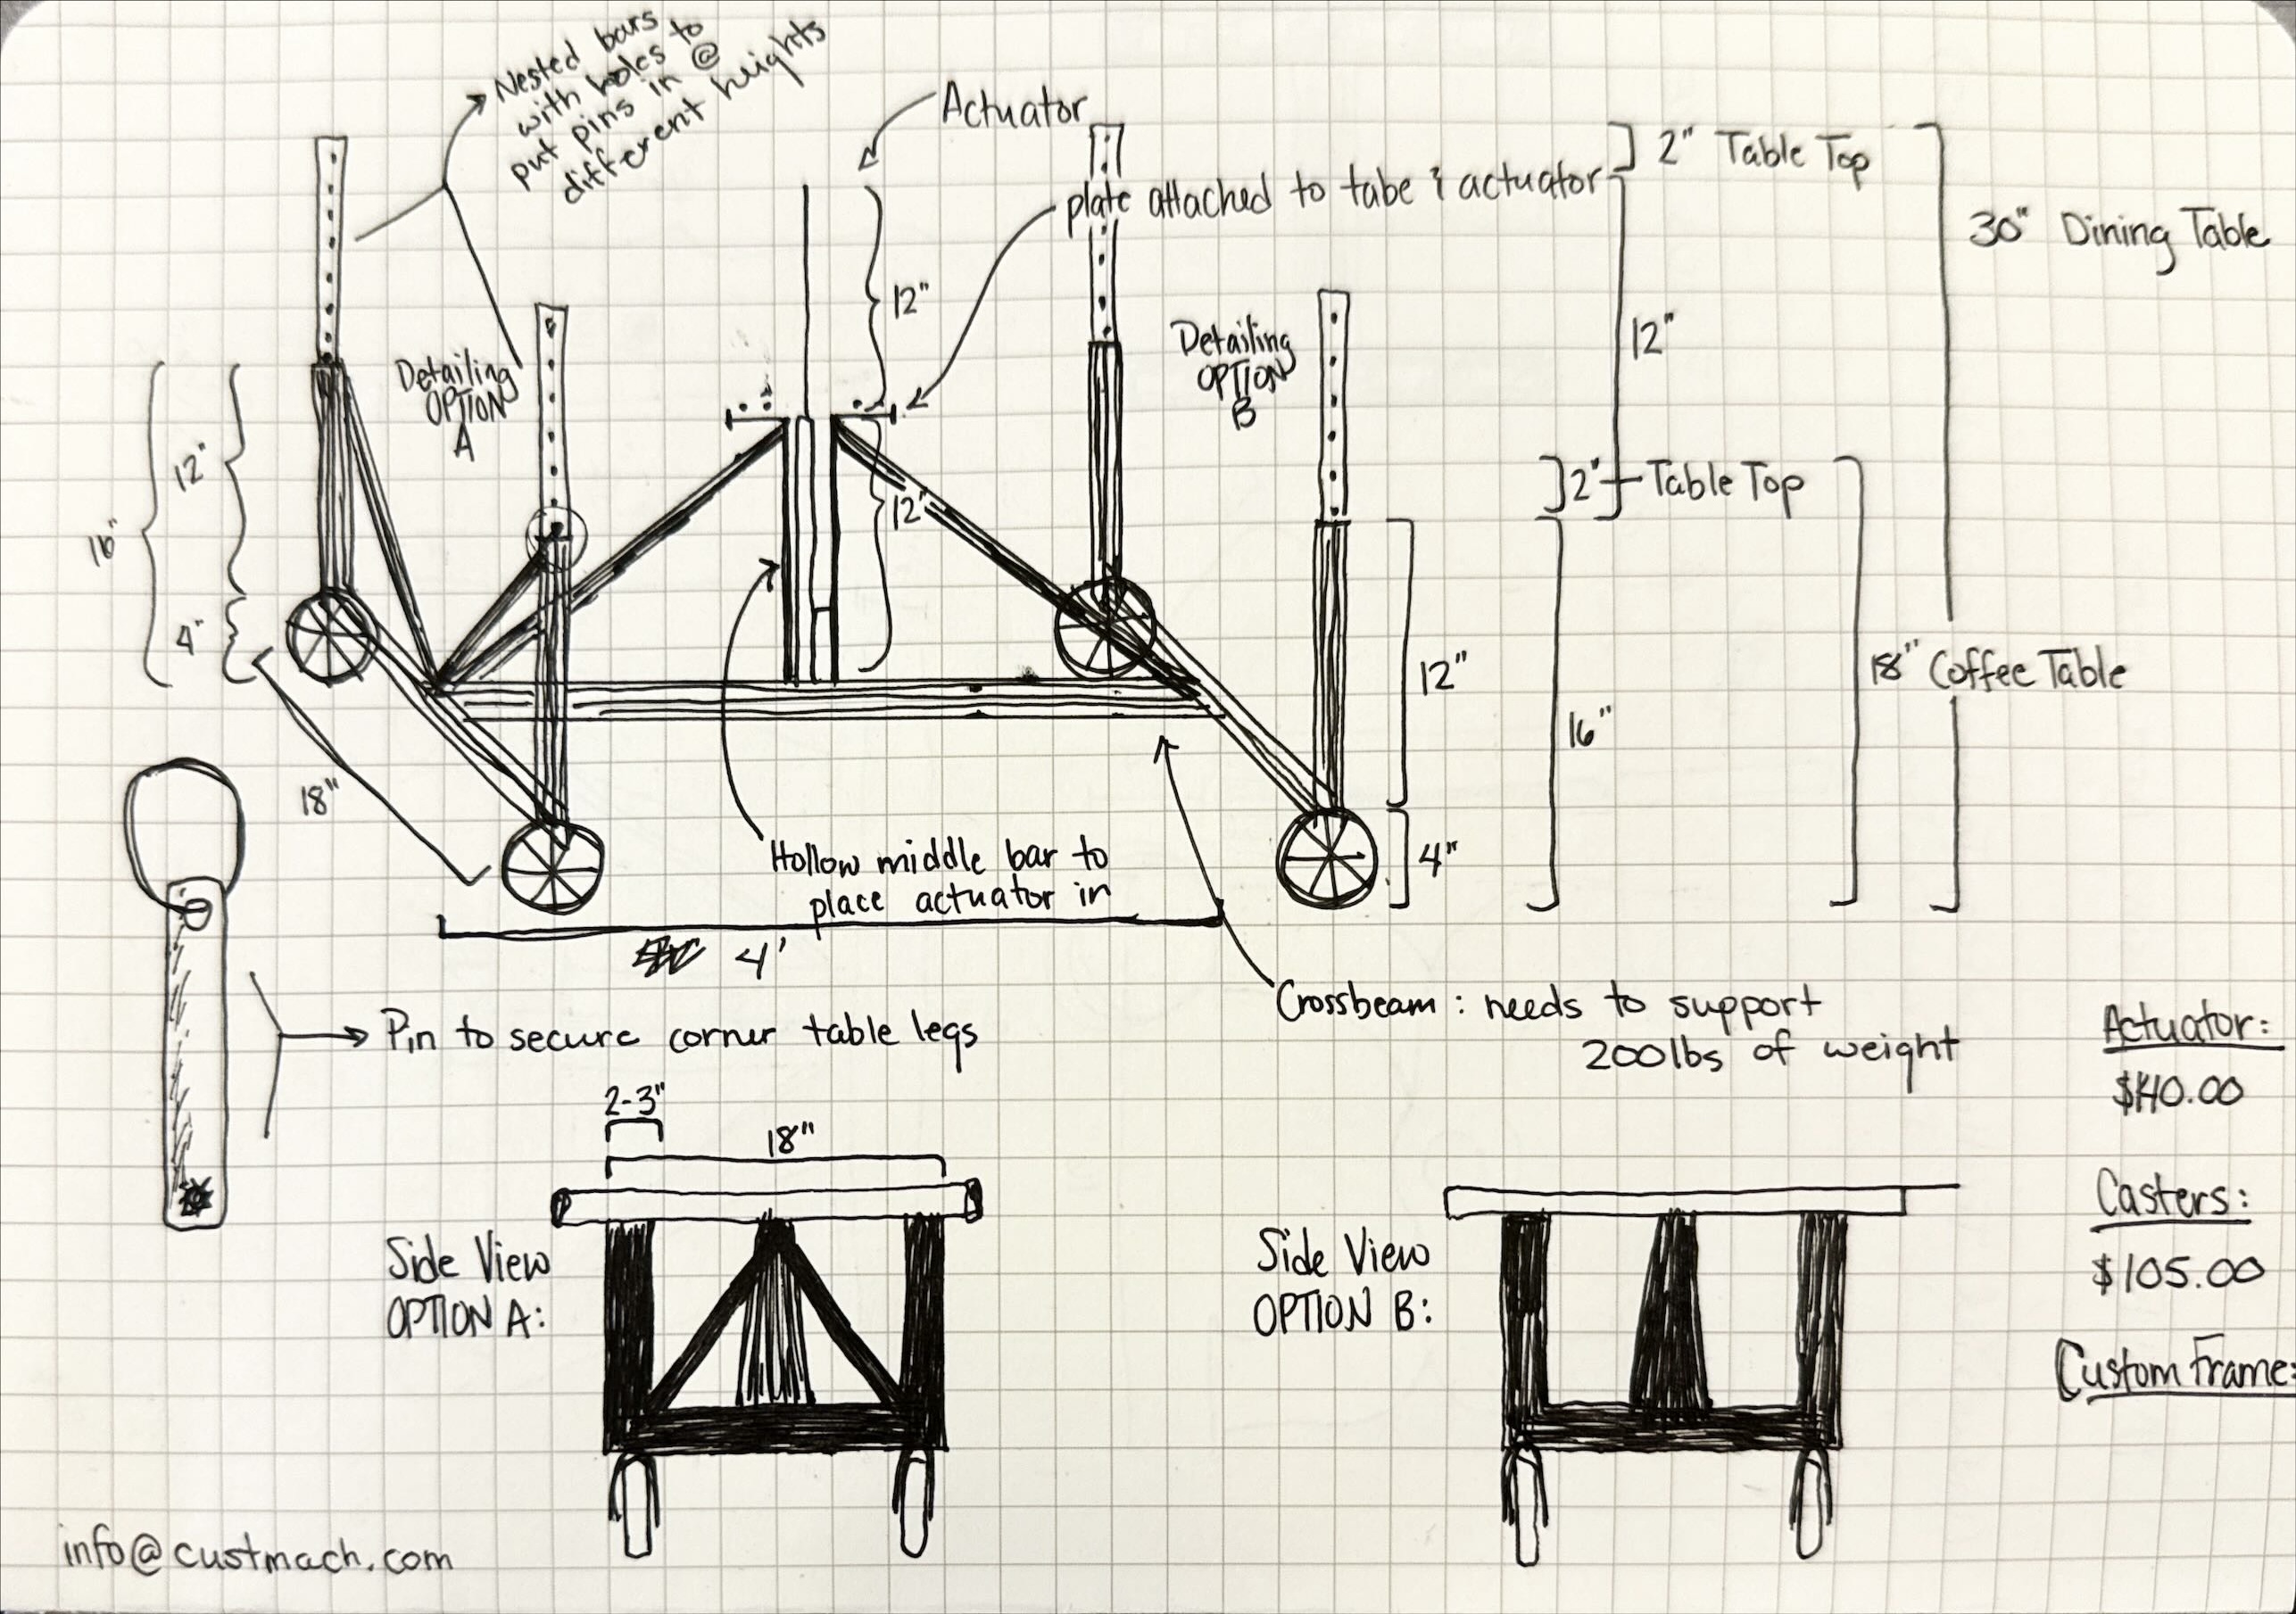 Nested bars
with holes to
put pins in @
different heights
Actuator
plate attached to tabe & actuator
2" Table Top
30" Dining Table
12"
12"
Detailing
OPTION
A
Detailing
OPTION
B
12"
2" Table Top
12"
16"
4"
12"
18" Coffee Table
12"
16"
4"
18"
Hollow middle bar to
place actuator in
4'
Crossbeam: needs to support
200lbs of weight
Pin to secure corner table legs
Actuator:
Casters:
$105.00
Custom Frame:
2-3"
18"
Side View
OPTION A:
Side View
OPTION B:
info@custmach.com